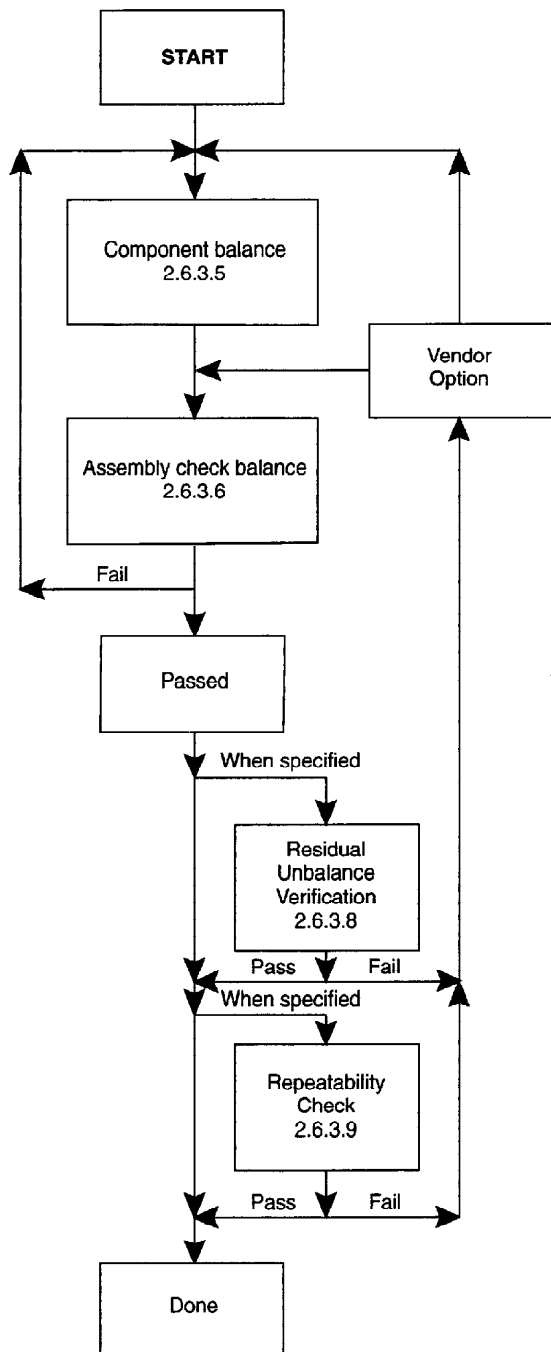 START
Component balance
2.6.3.5
Vendor
Option
Assembly check balance
2.6.3.6
Fail
Passed
When specified
Residual
Unbalance
Verification
2.6.3.8
Pass Fail
When specified
Repeatability
Check
2.6.3.9
Pass Fail
Done